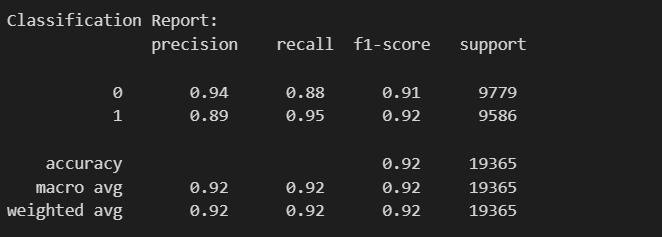 Classification Report:
precision recall f1-score support
0 0.94 0.88 0.91 9779
1 0.89 0.95 0.92 9586
accuracy 0.92 19365
macro avg 0.92 0.92 0.92 19365
weighted avg 0.92 0.92 0.92 19365